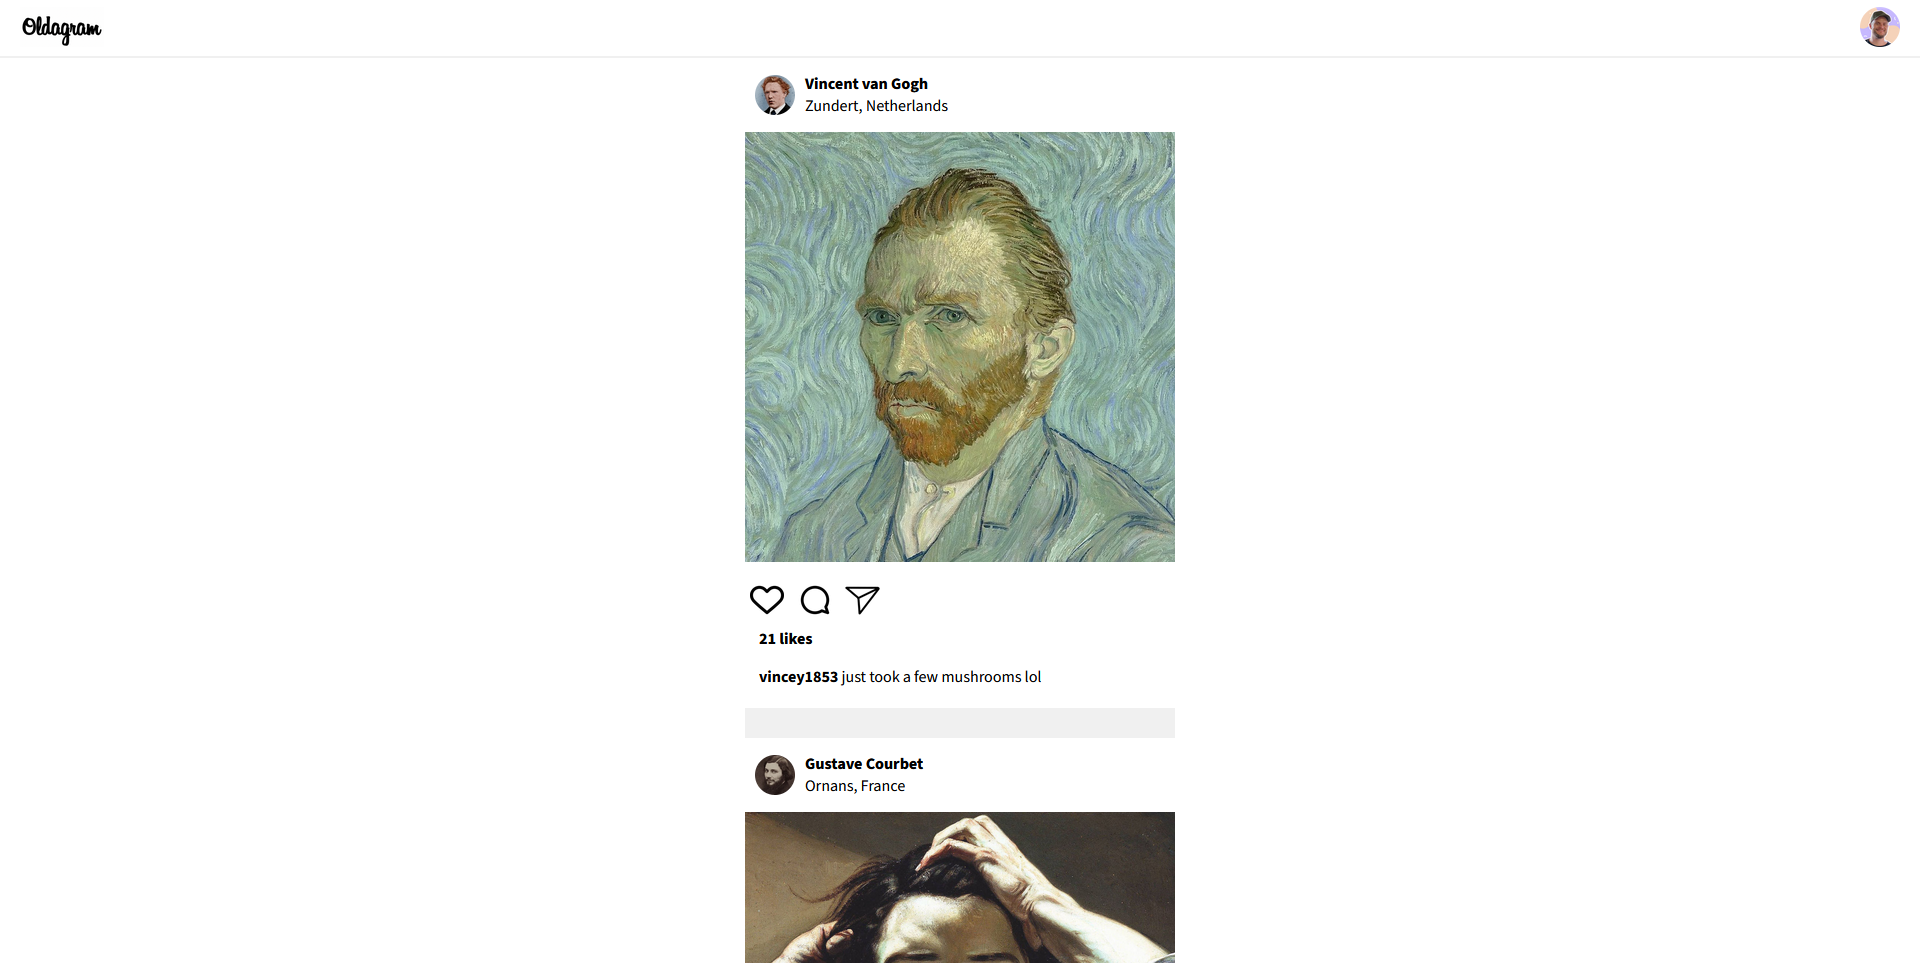 Oldagram
Vincent van Gogh
Zundert, Netherlands
21 likes
vincey1853 just took a few mushrooms lol
Gustave Courbet
Ornans, France